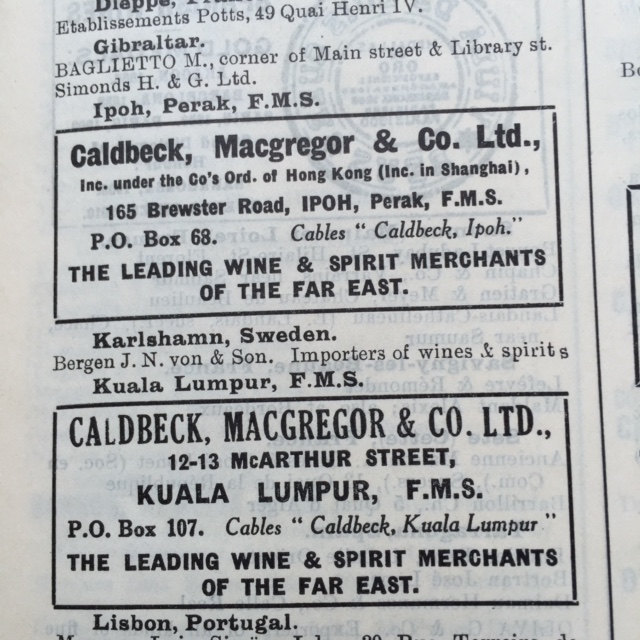 Dieppe,
Etablissements Potts, 49 Quai Henri IV.
Gibraltar.
BAGLIETTO M., corner of Main street & Library st.
Simonds H. & G. Ltd.
Ipoh, Perak, F.M.S.
Caldbeck, Macgregor & Co. Ltd.,
Inc. under the Co's Ord. of Hong Kong (Inc. in Shanghai),
165 Brewster Road, IPOH, Perak, F.M.S.
P.O. Box 68. Cables "Caldbeck, Ipoh."
THE LEADING WINE & SPIRIT MERCHANTS
OF THE FAR EAST.
Karlshamn, Sweden.
Bergen J. N. von & Son. Importers of wines & spirits
Kuala Lumpur, F.M.S.
CALDBECK, MACGREGOR & CO. LTD.,
12-13 McARTHUR STREET,
KUALA LUMPUR, F.M.S.
P.O. Box 107. Cables "Caldbeck, Kuala Lumpur"
THE LEADING WINE & SPIRIT MERCHANTS
OF THE FAR EAST.
Lisbon, Portugal.